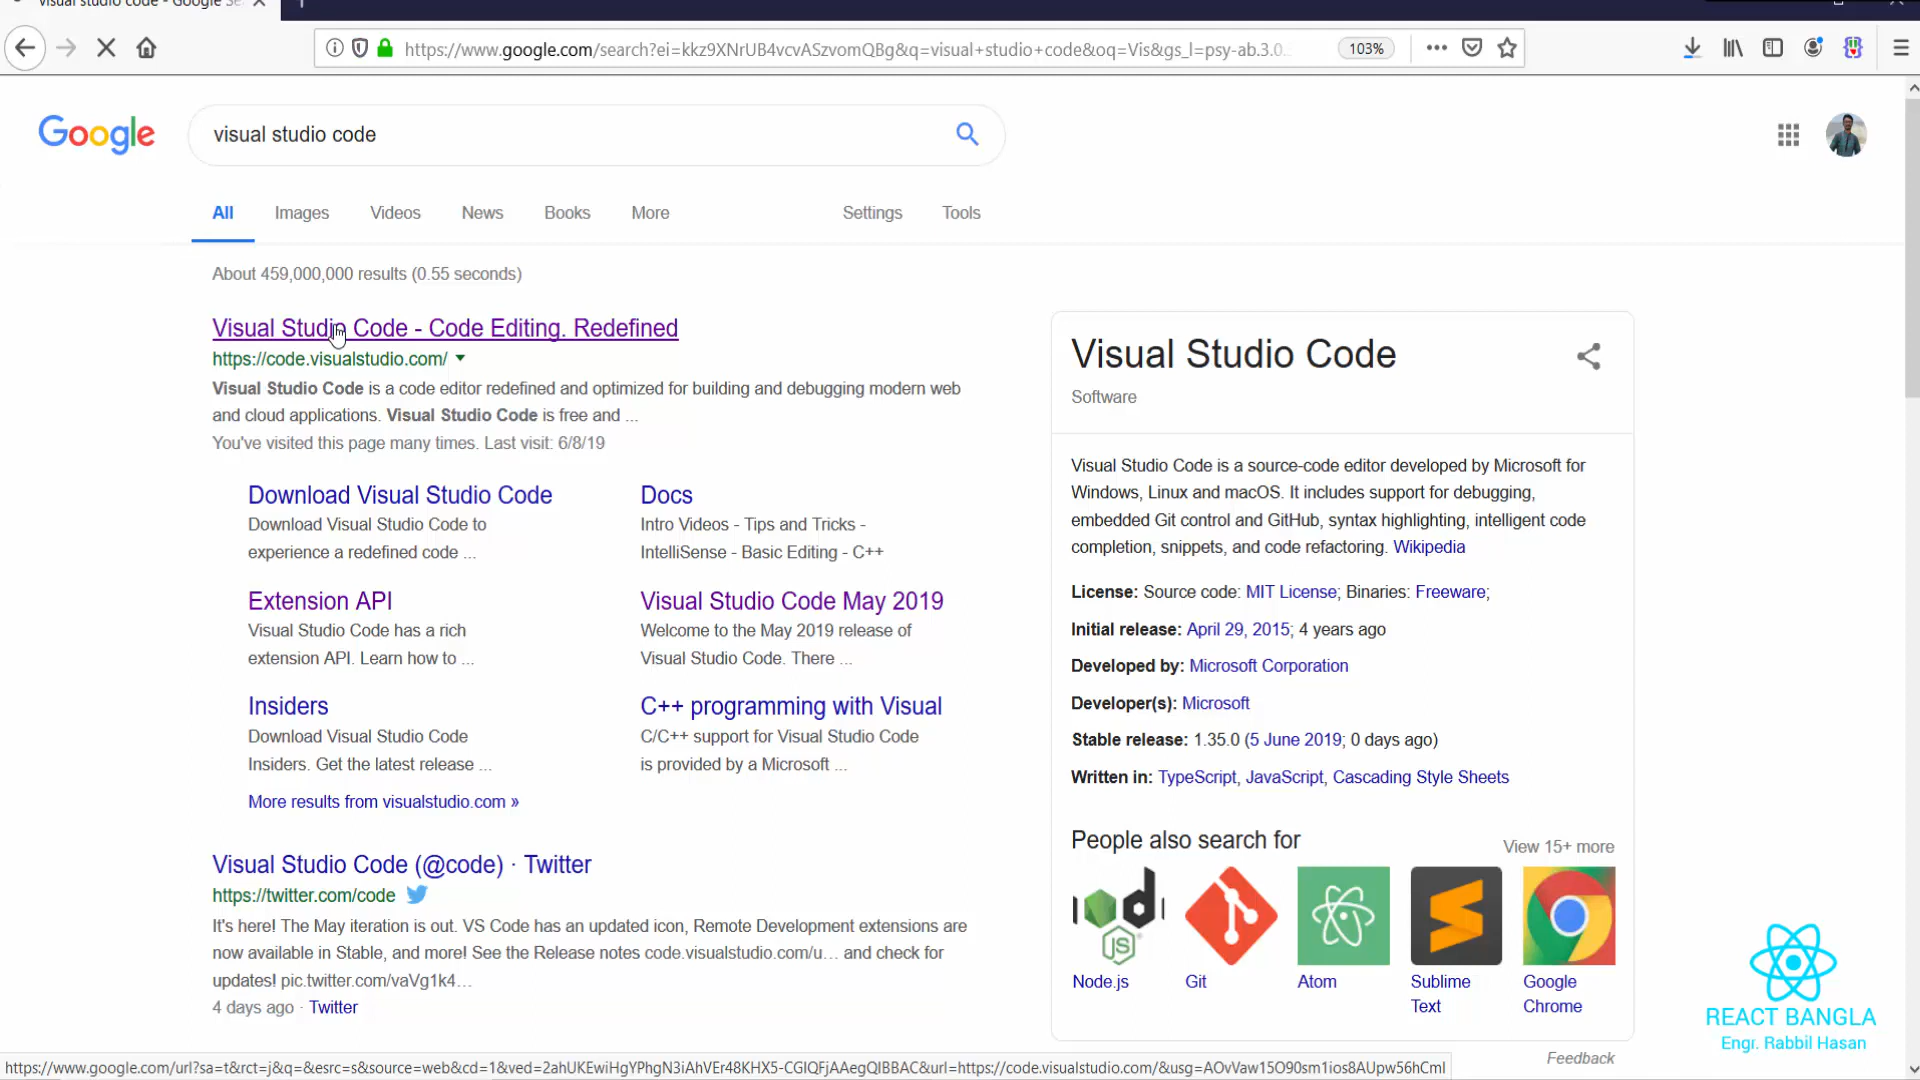 visual studio code - Google Se
https://www.google.com/search?ei=kkz9XNrUB4vcvASzvomQBg&q=visual+studio+code&oq=Vis&gs_l=psy-ab.3.0.
103%
Google
visual studio code
All Images Videos News Books More Settings Tools
About 459,000,000 results (0.55 seconds)
Visual Studio Code - Code Editing. Redefined
https://code.visualstudio.com/
Visual Studio Code is a code editor redefined and optimized for building and debugging modern web
and cloud applications. Visual Studio Code is free and ...
You've visited this page many times. Last visit: 6/8/19
Download Visual Studio Code
Download Visual Studio Code to
experience a redefined code ...
Docs
Intro Videos - Tips and Tricks -
IntelliSense - Basic Editing - C++
Extension API
Visual Studio Code has a rich
extension API. Learn how to ...
Visual Studio Code May 2019
Welcome to the May 2019 release of
Visual Studio Code. There ...
Insiders
Download Visual Studio Code
Insiders. Get the latest release ...
C++ programming with Visual
C/C++ support for Visual Studio Code
is provided by a Microsoft ...
More results from visualstudio.com »
Visual Studio Code (@code) · Twitter
https://twitter.com/code
It's here! The May iteration is out. VS Code has an updated icon, Remote Development extensions are
now available in Stable, and more! See the Release notes code.visualstudio.com/u... and check for
updates! pic.twitter.com/vaVg1k4...
4 days ago · Twitter
Visual Studio Code
Software
Visual Studio Code is a source-code editor developed by Microsoft for
Windows, Linux and macOS. It includes support for debugging,
embedded Git control and GitHub, syntax highlighting, intelligent code
completion, snippets, and code refactoring. Wikipedia
License: Source code: MIT License; Binaries: Freeware;
Initial release: April 29, 2015; 4 years ago
Developed by: Microsoft Corporation
Developer(s): Microsoft
Stable release: 1.35.0 (5 June 2019; 0 days ago)
Written in: TypeScript, JavaScript, Cascading Style Sheets
People also search for
View 15+ more
Node.js
Git
Atom
Sublime
Text
Google
Chrome
Feedback
REACT BANGLA
Engr. Rabbil Hasan
https://www.google.com/url?sa=t&rct=j&q=&esrc=s&source=web&cd=1&ved=2ahUKEwiHgYPhgN3iAhVEr48KHX5-CGIQFjAAegQIBBAC&url=https://code.visualstudio.com/&usg=AOvVaw15O90sm1ios8AUpw56hCmI